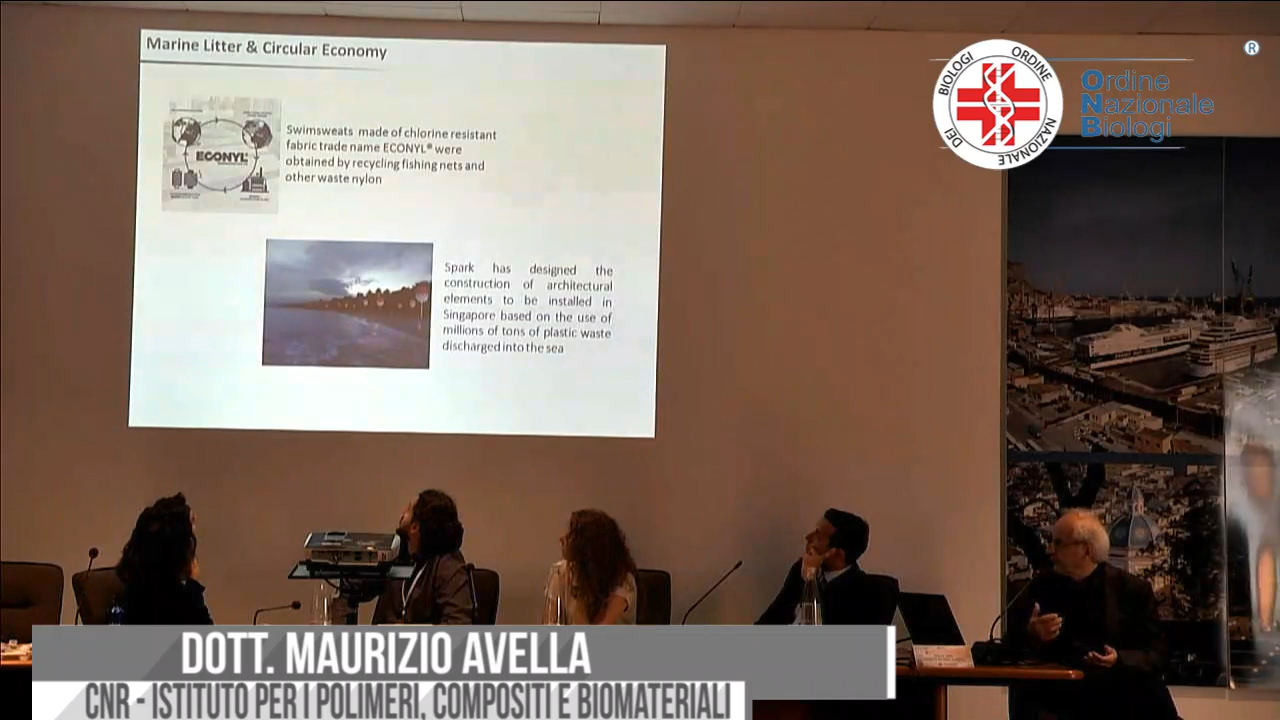 Marine Litter & Circular Economy
ECONYL®
Swimsweats made of chlorine resistant
fabric trade name ECONYL® were
obtained by recycling fishing nets and
other waste nylon
Spark has designed the
construction of architectural
elements to be installed in
Singapore based on the use of
millions of tons of plastic waste
discharged into the sea
ORDINE NAZIONALE DEI BIOLOGI
Ordine
Nazionale
Biologi
®
DOTT. MAURIZIO AVELLA
CNR - ISTITUTO PER I POLIMERI, COMPOSITI E BIOMATERIALI